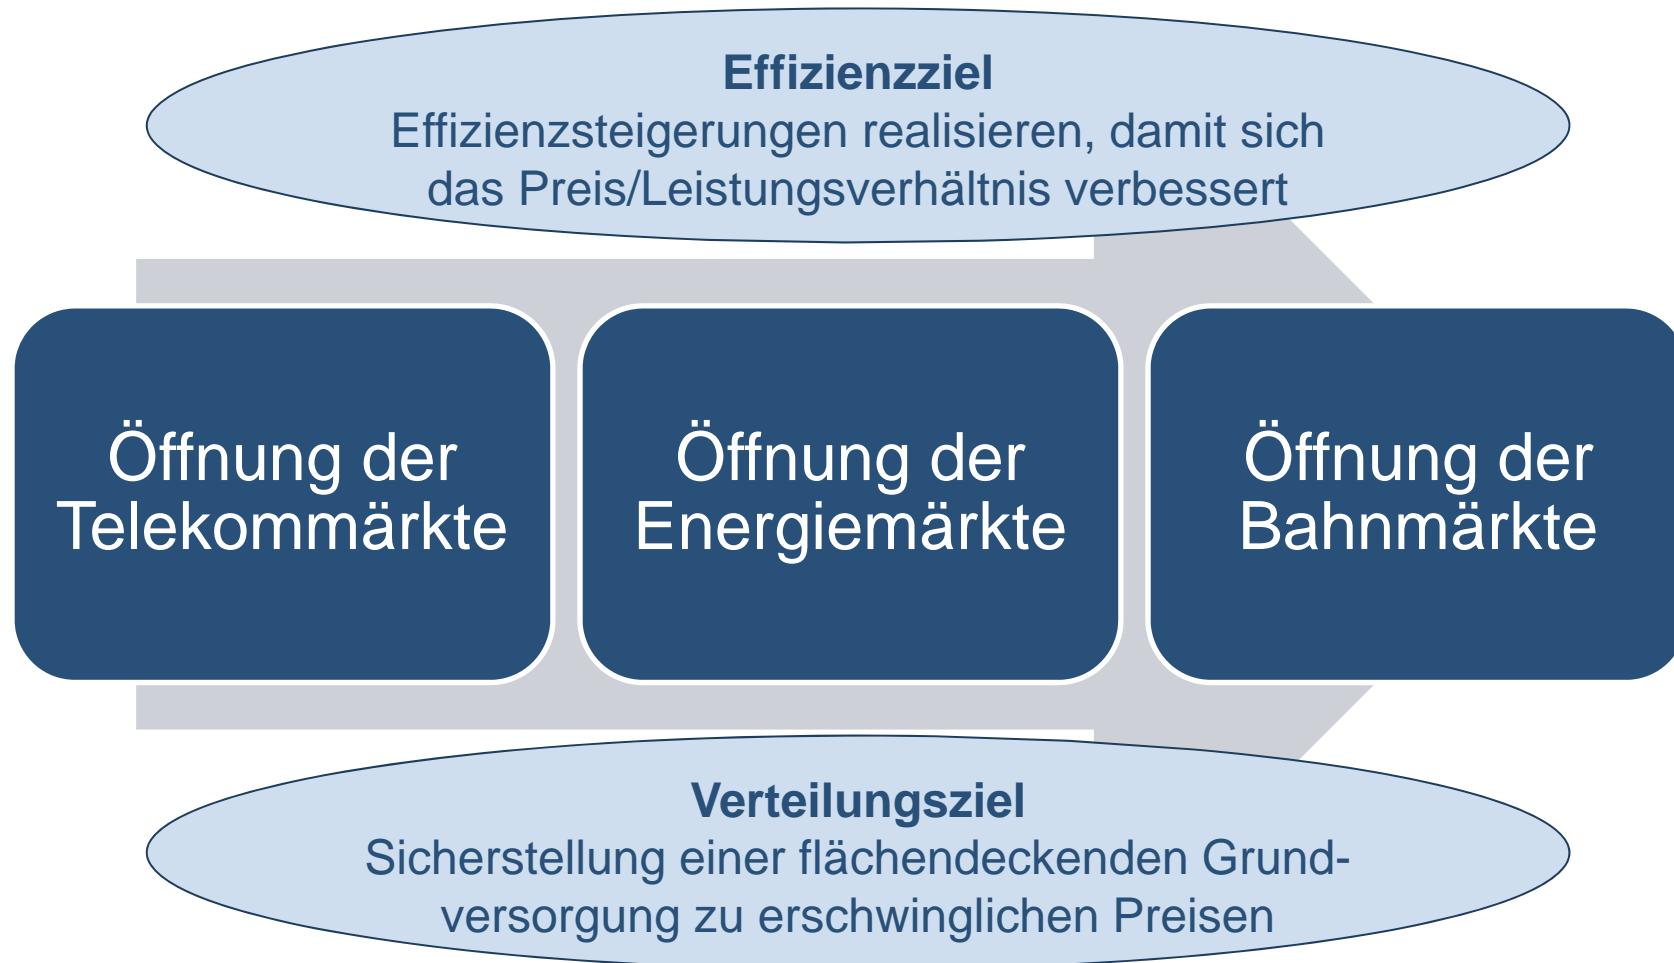 Effizienzziel
Effizienzsteigerungen realisieren, damit sich
das Preis/Leistungsverhältnis verbessert
Öffnung der
Telekommärkte
Öffnung der
Energiemärkte
Öffnung der
Bahnmärkte
Verteilungsziel
Sicherstellung einer flächendeckenden Grund-
versorgung zu erschwinglichen Preisen